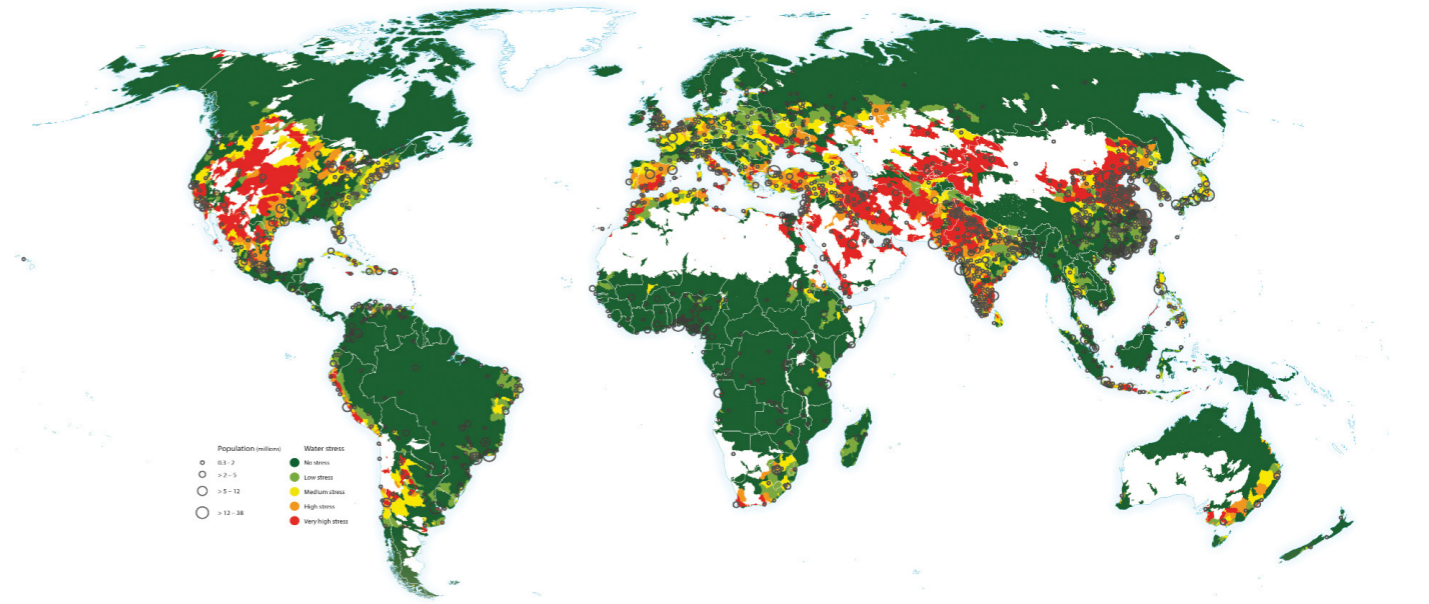 Population (millions)
0.3 - 2
> 2 – 5
> 5 – 12
> 12 – 38
Water stress
No stress
Low stress
Medium stress
High stress
Very high stress